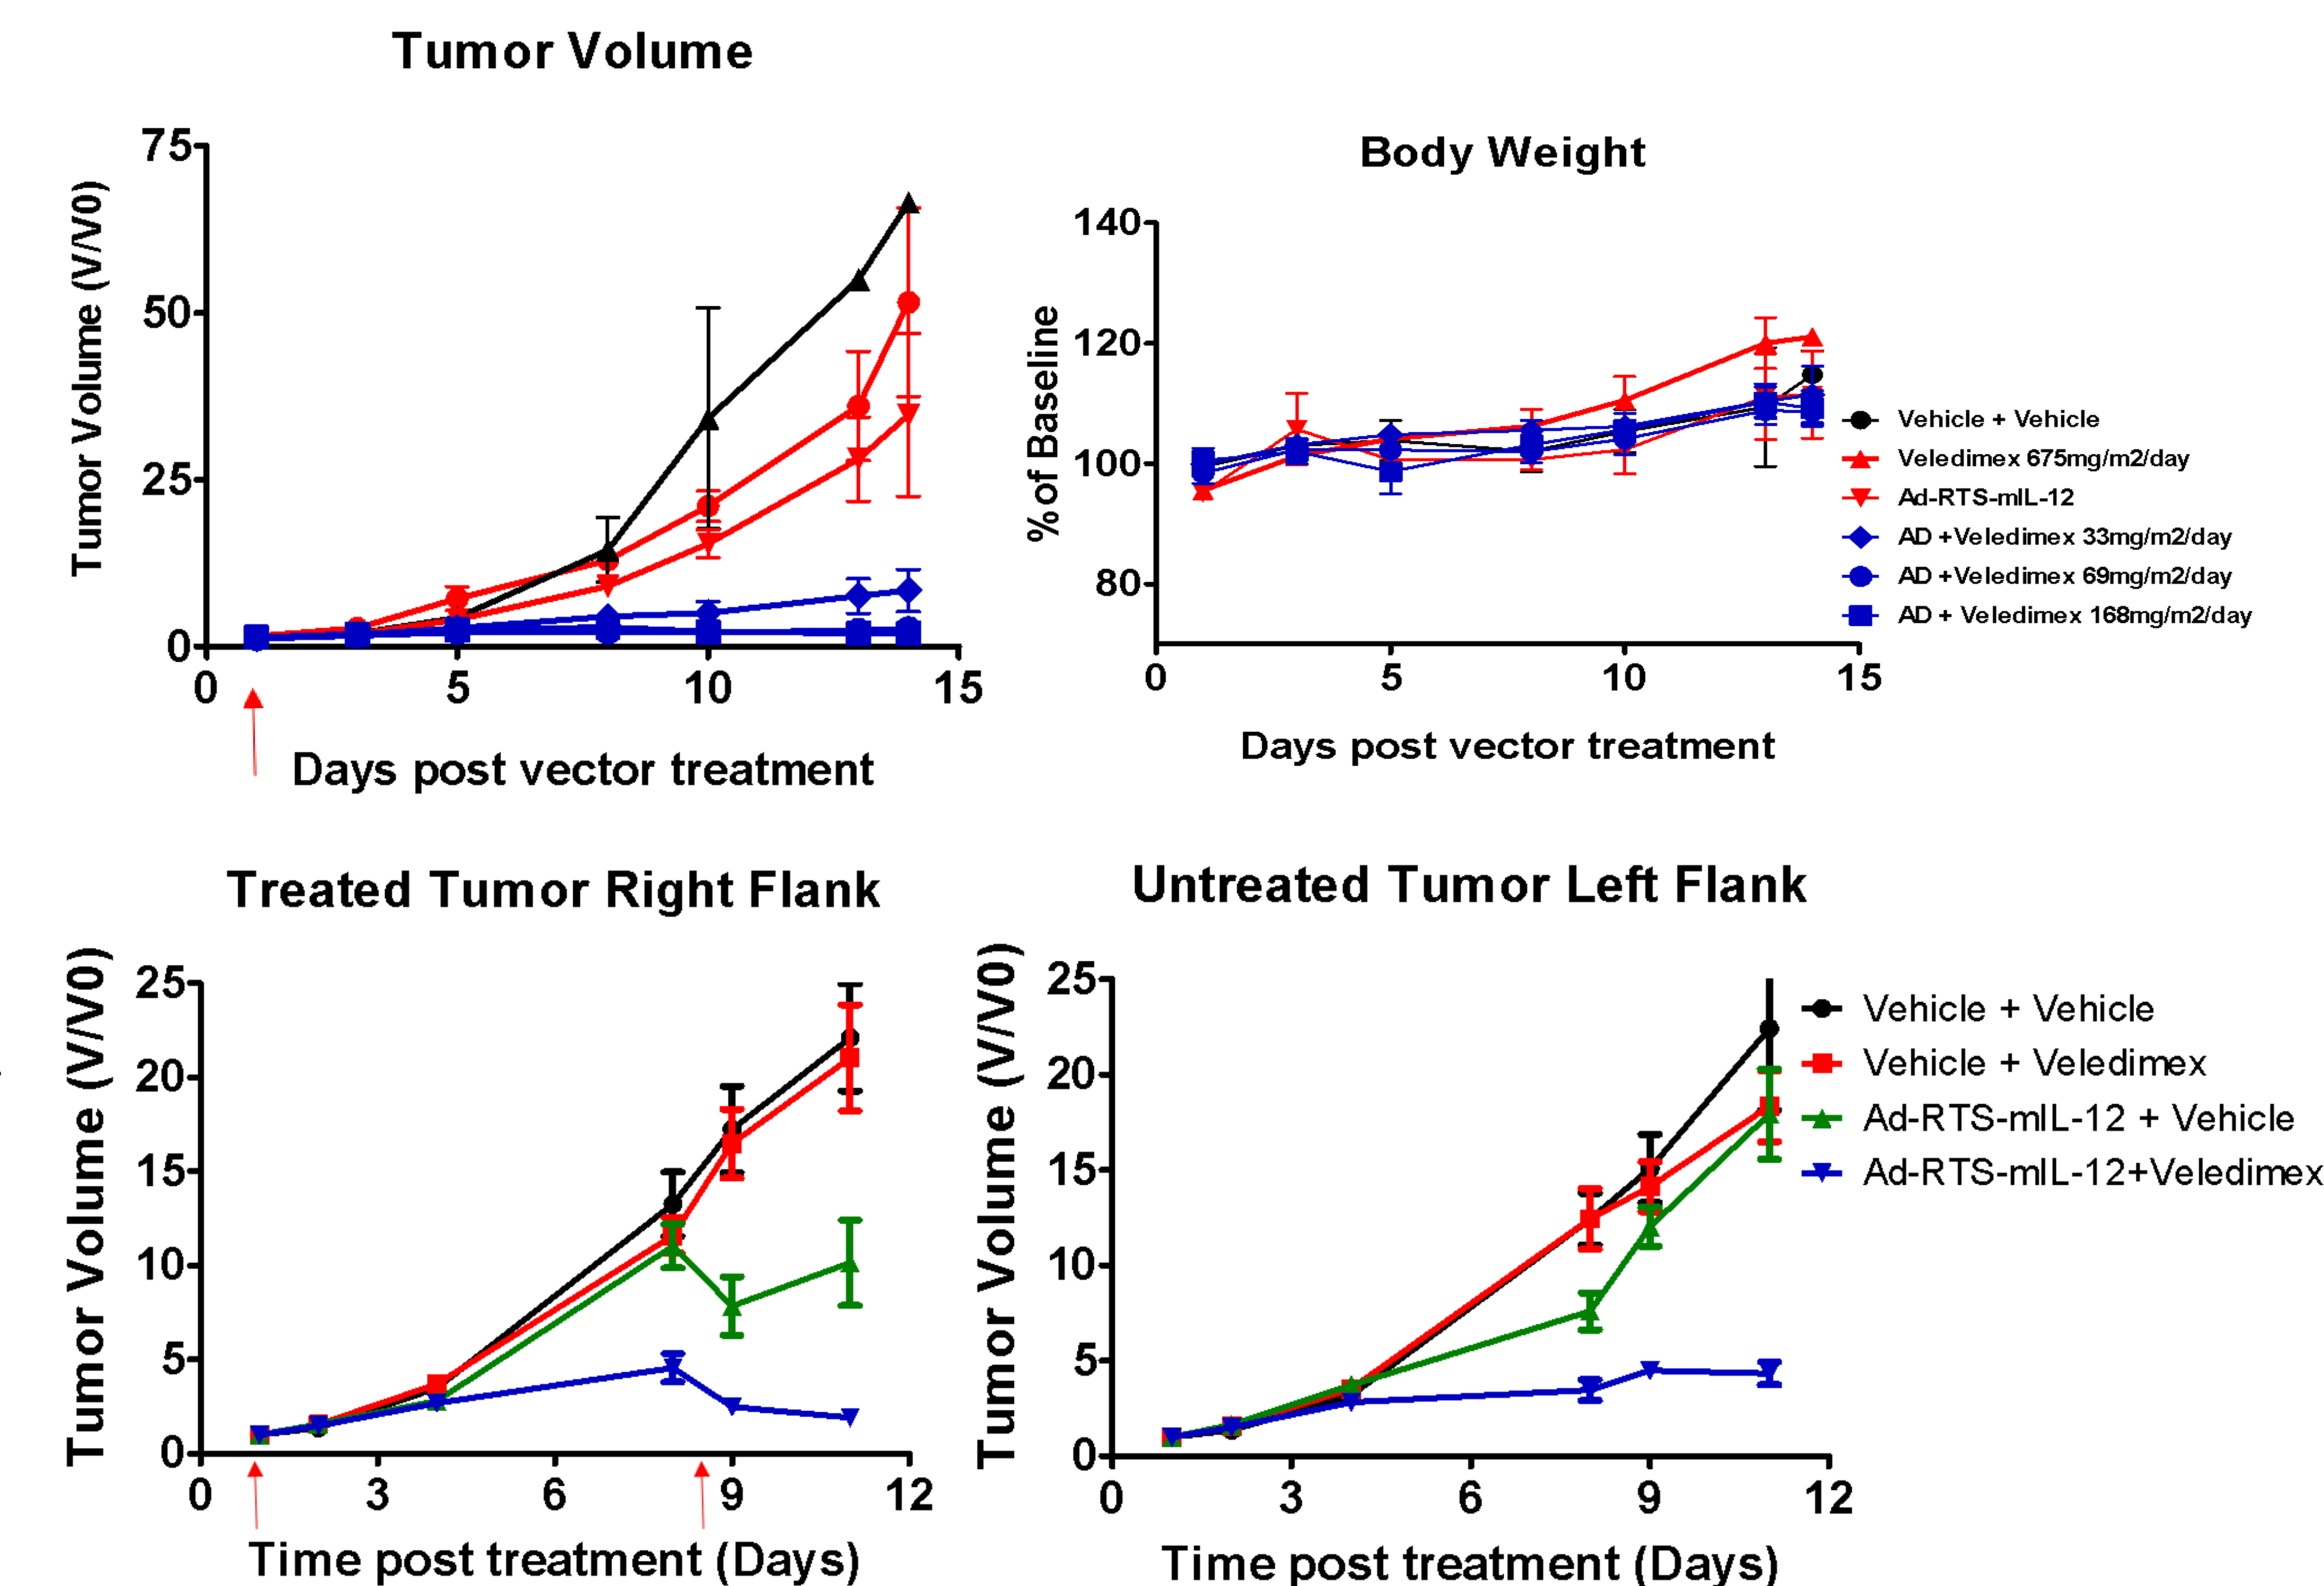 Tumor Volume
Tumor Volume (V/V0)
75
50
25
0
0 5 10 15
Days post vector treatment
Body Weight
% of Baseline
140
120
100
80
0 5 10 15
Days post vector treatment
Vehicle + Vehicle
Veledimex 675mg/m2/day
Ad-RTS-mIL-12
AD +Veledimex 33mg/m2/day
AD +Veledimex 69mg/m2/day
AD + Veledimex 168mg/m2/day
Treated Tumor Right Flank
Tumor Volume (V/V0)
25
20
15
10
5
0
0 3 6 9 12
Time post treatment (Days)
Untreated Tumor Left Flank
Tumor Volume (V/V0)
25
20
15
10
5
0
0 3 6 9 12
Time post treatment (Days)
Vehicle + Vehicle
Vehicle + Veledimex
Ad-RTS-mIL-12 + Vehicle
Ad-RTS-mIL-12+Veledimex